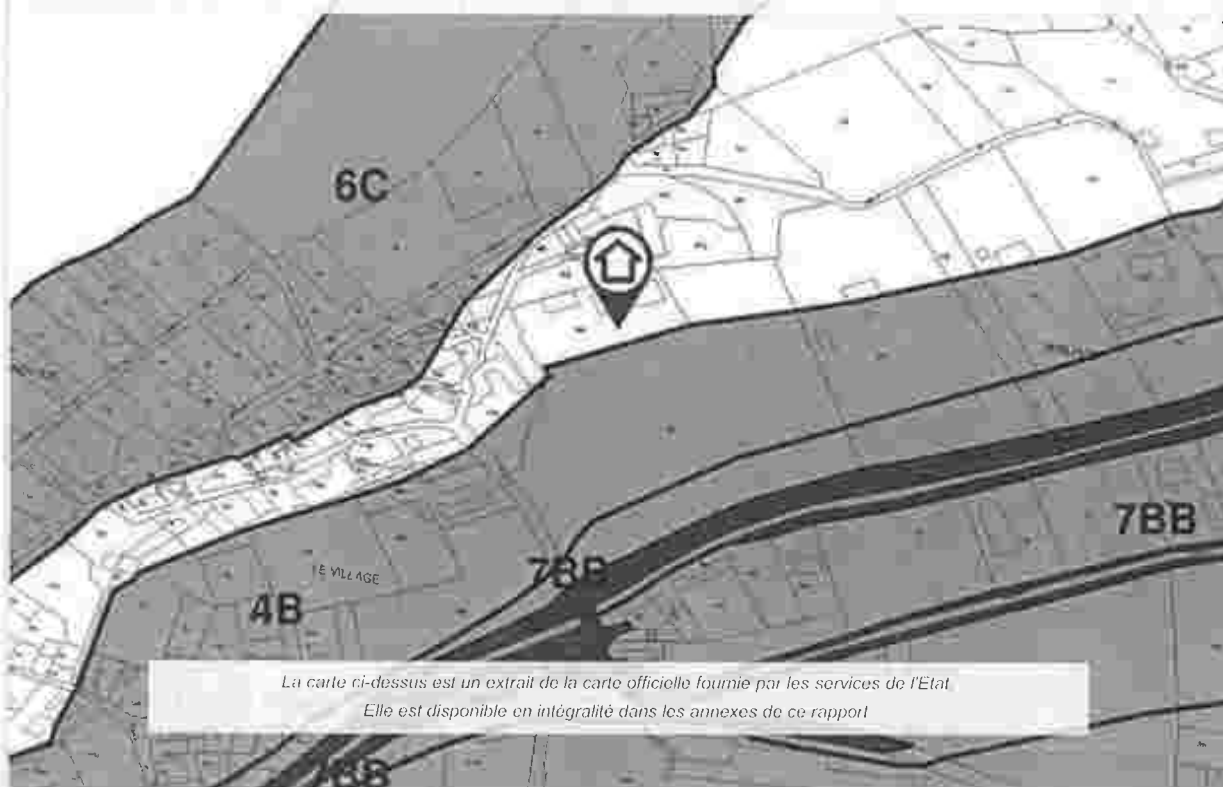 6C
7BB
7BB
LE VILLAGE
4B
La carte ci-dessus est un extrait de la carte officielle fournie par les services de l'Etat
Elle est disponible en intégralité dans les annexes de ce rapport
7BB